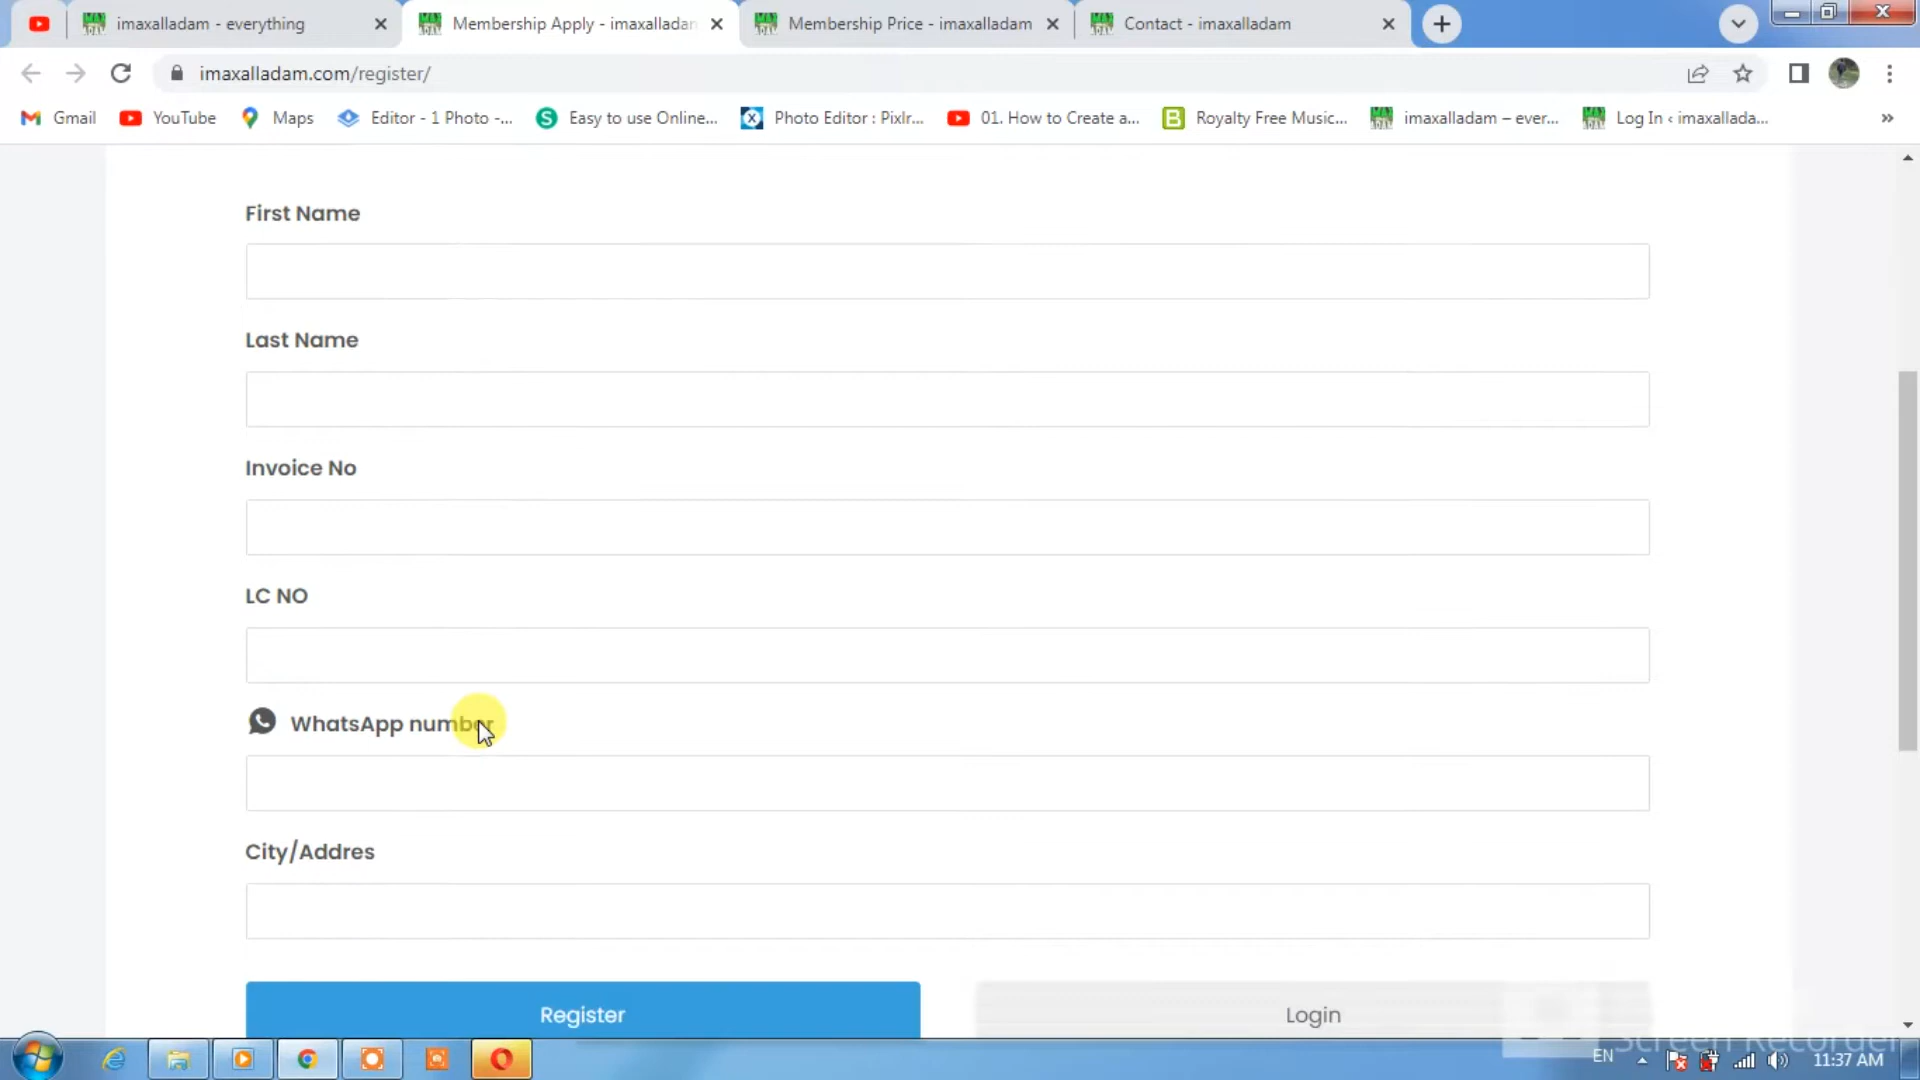 imaxalladam - everything
Membership Apply - imaxalladam
Membership Price - imaxalladam
Contact - imaxalladam
imaxalladam.com/register/
Gmail
YouTube
Maps
Editor - 1 Photo -...
Easy to use Online...
Photo Editor : Pixlr...
01. How to Create a...
Royalty Free Music...
imaxalladam – ever...
Log In ‹ imaxallada...
»
First Name
Last Name
Invoice No
LC NO
WhatsApp number
City/Addres
Register
Login
Screen Recorder
EN
11:37 AM